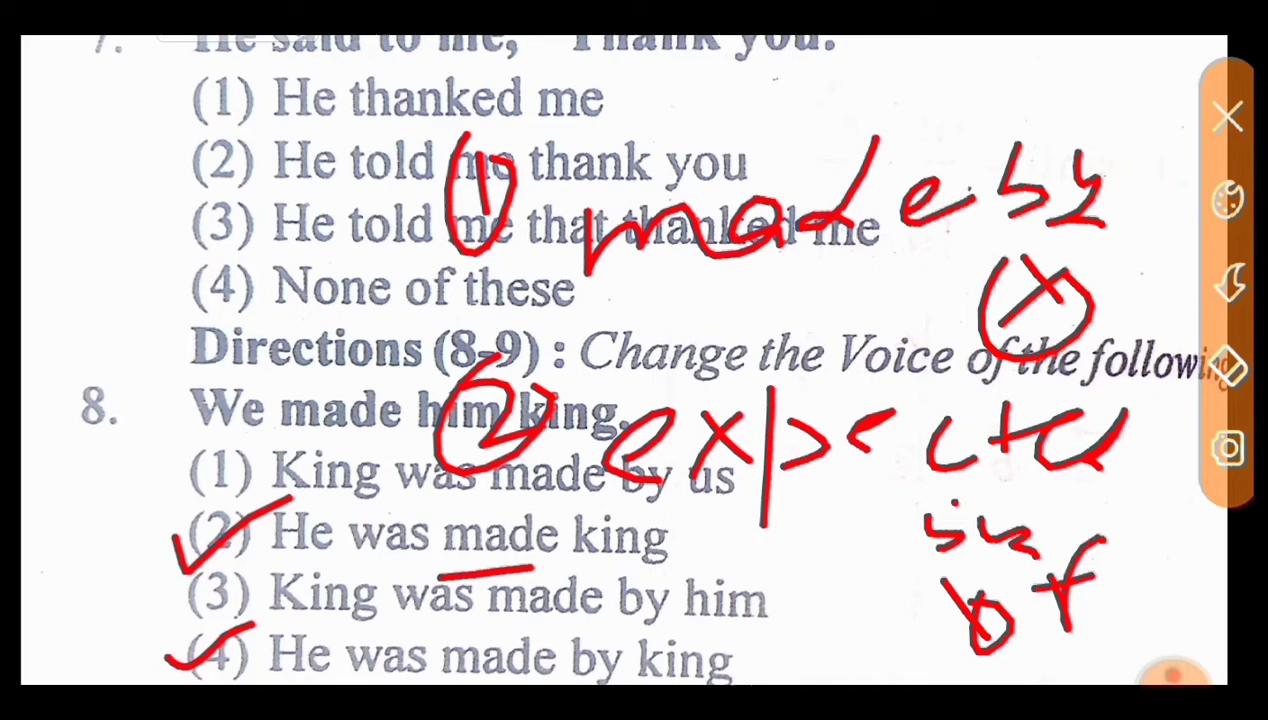 7. He said to me, "Thank you."
(1) He thanked me
(2) He told me thank you
(3) He told me that thanked me
(4) None of these
Directions (8-9) : Change the Voice of the following
8. We made him king.
(1) King was made by us
(2) He was made king
(3) King was made by him
(4) He was made by king
① made by
X
②